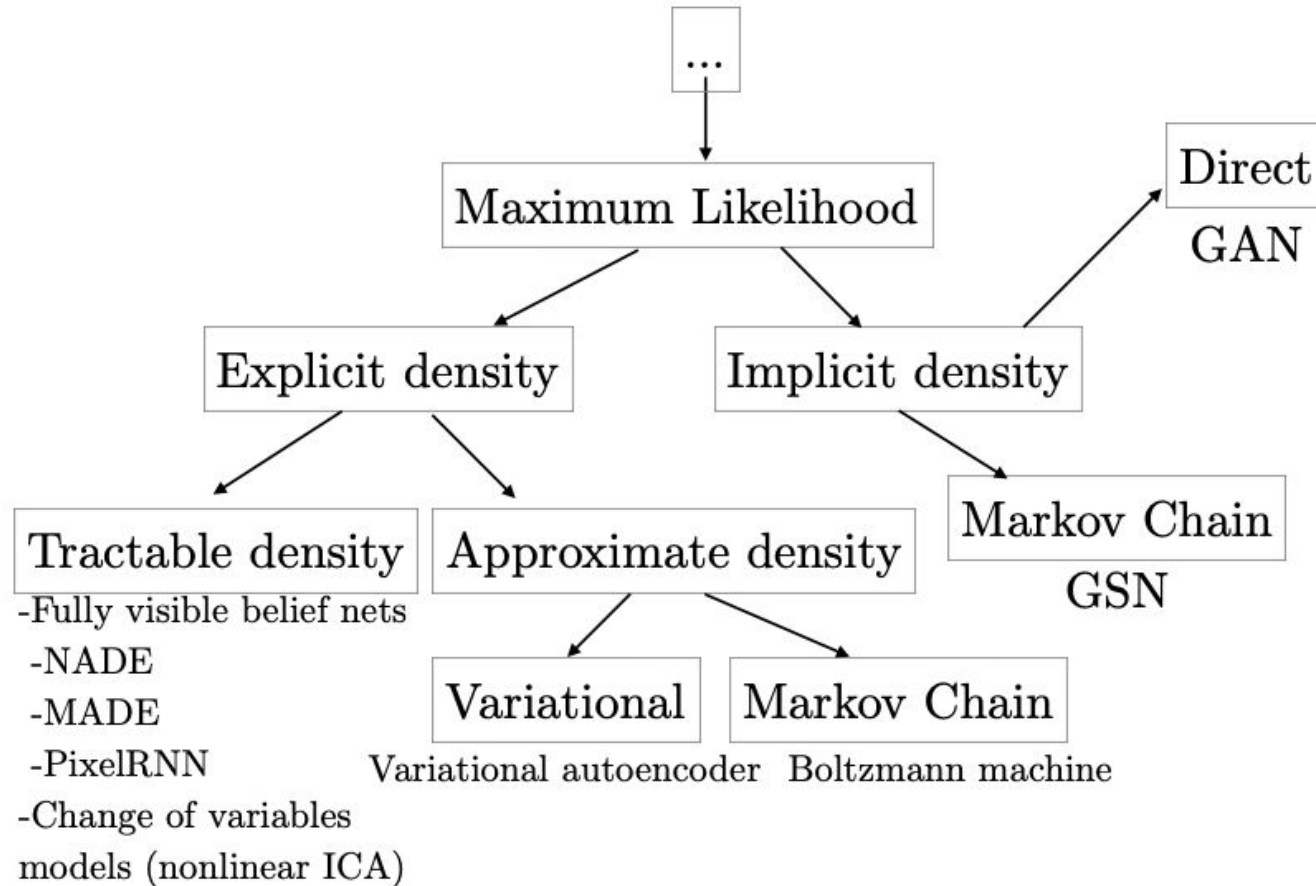 ...
Maximum Likelihood
Direct
GAN
Explicit density
Implicit density
Tractable density
-Fully visible belief nets
-NADE
-MADE
-PixelRNN
-Change of variables
models (nonlinear ICA)
Approximate density
Variational
Variational autoencoder
Markov Chain
Boltzmann machine
Markov Chain
GSN